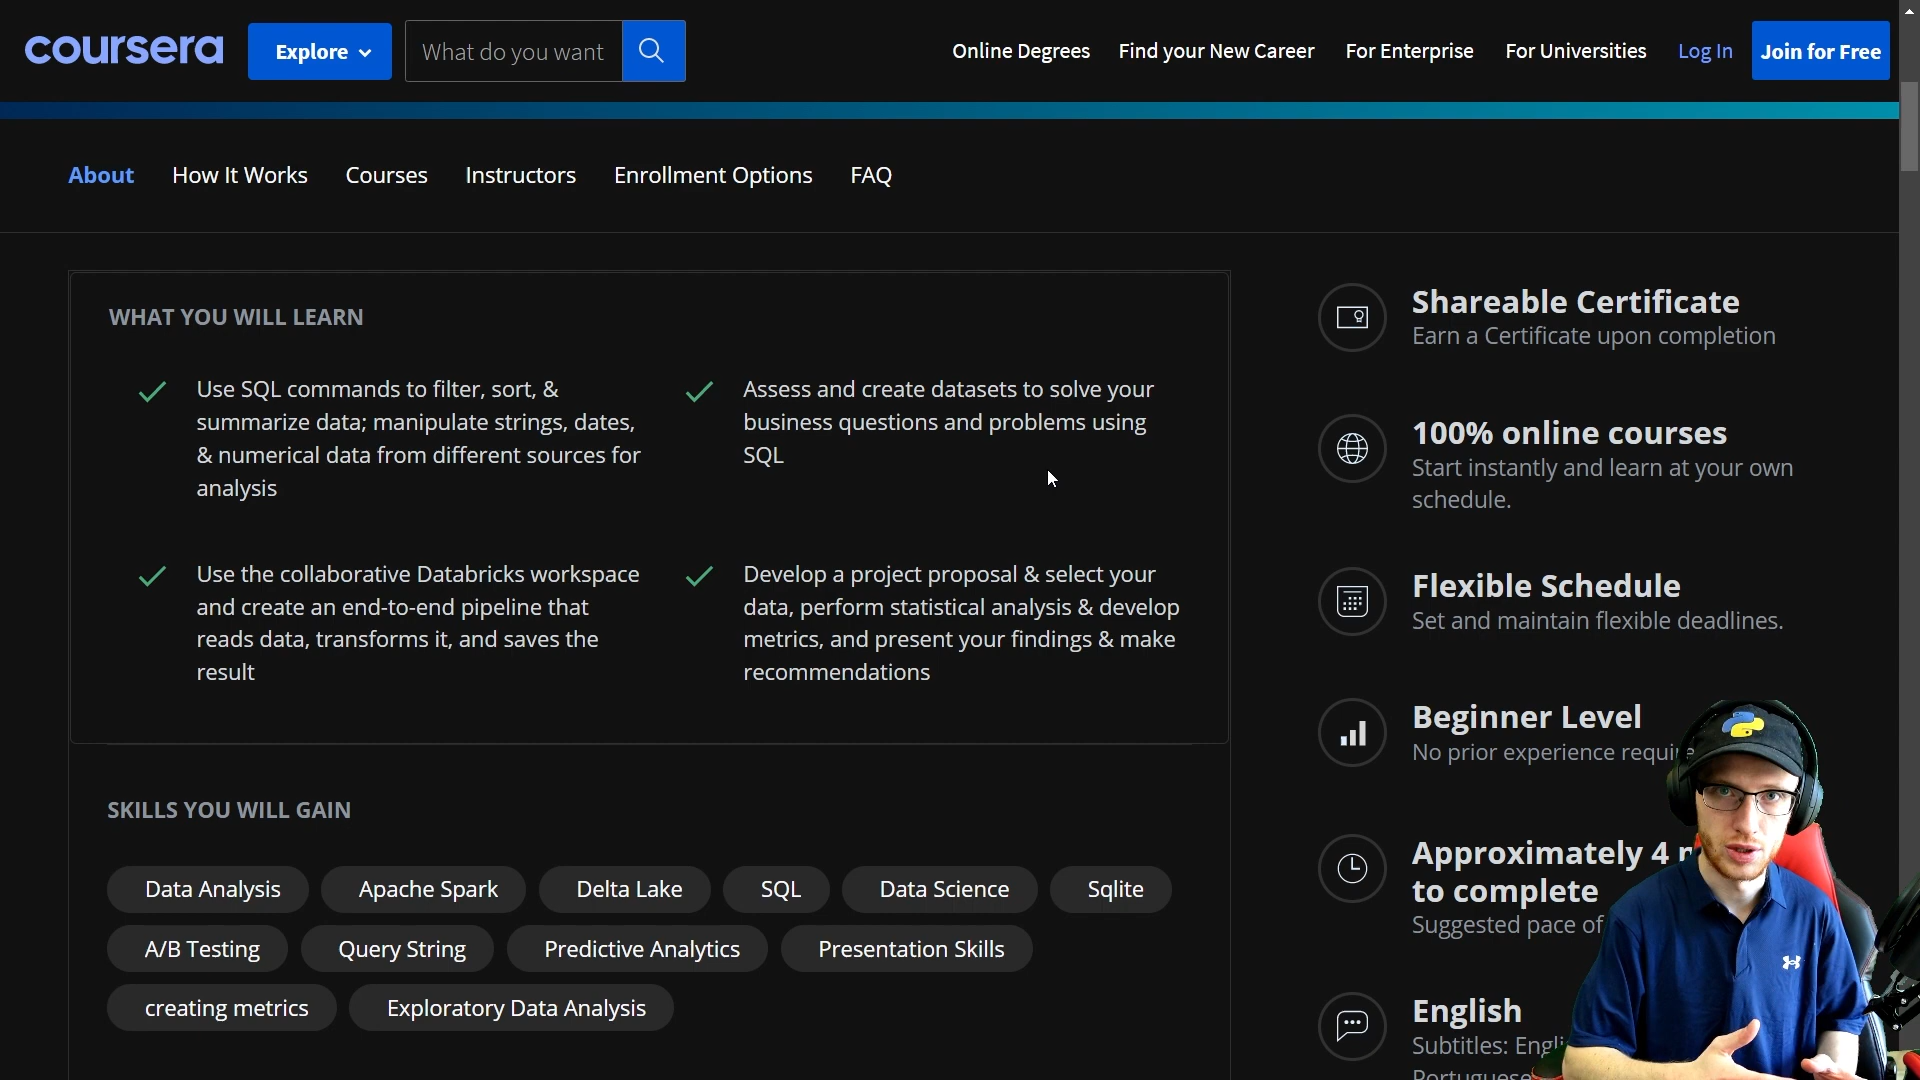 coursera
Explore
What do you want
Online Degrees
Find your New Career
For Enterprise
For Universities
Log In
Join for Free
About
How It Works
Courses
Instructors
Enrollment Options
FAQ
WHAT YOU WILL LEARN
Use SQL commands to filter, sort, &
summarize data; manipulate strings, dates,
& numerical data from different sources for
analysis
Assess and create datasets to solve your
business questions and problems using
SQL
Use the collaborative Databricks workspace
and create an end-to-end pipeline that
reads data, transforms it, and saves the
result
Develop a project proposal & select your
data, perform statistical analysis & develop
metrics, and present your findings & make
recommendations
SKILLS YOU WILL GAIN
Data Analysis
Apache Spark
Delta Lake
SQL
Data Science
Sqlite
A/B Testing
Query String
Predictive Analytics
Presentation Skills
creating metrics
Exploratory Data Analysis
Shareable Certificate
Earn a Certificate upon completion
100% online courses
Start instantly and learn at your own
schedule.
Flexible Schedule
Set and maintain flexible deadlines.
Beginner Level
No prior experience
Approximately 4
to complete
Suggested pace of
English
Subtitles: